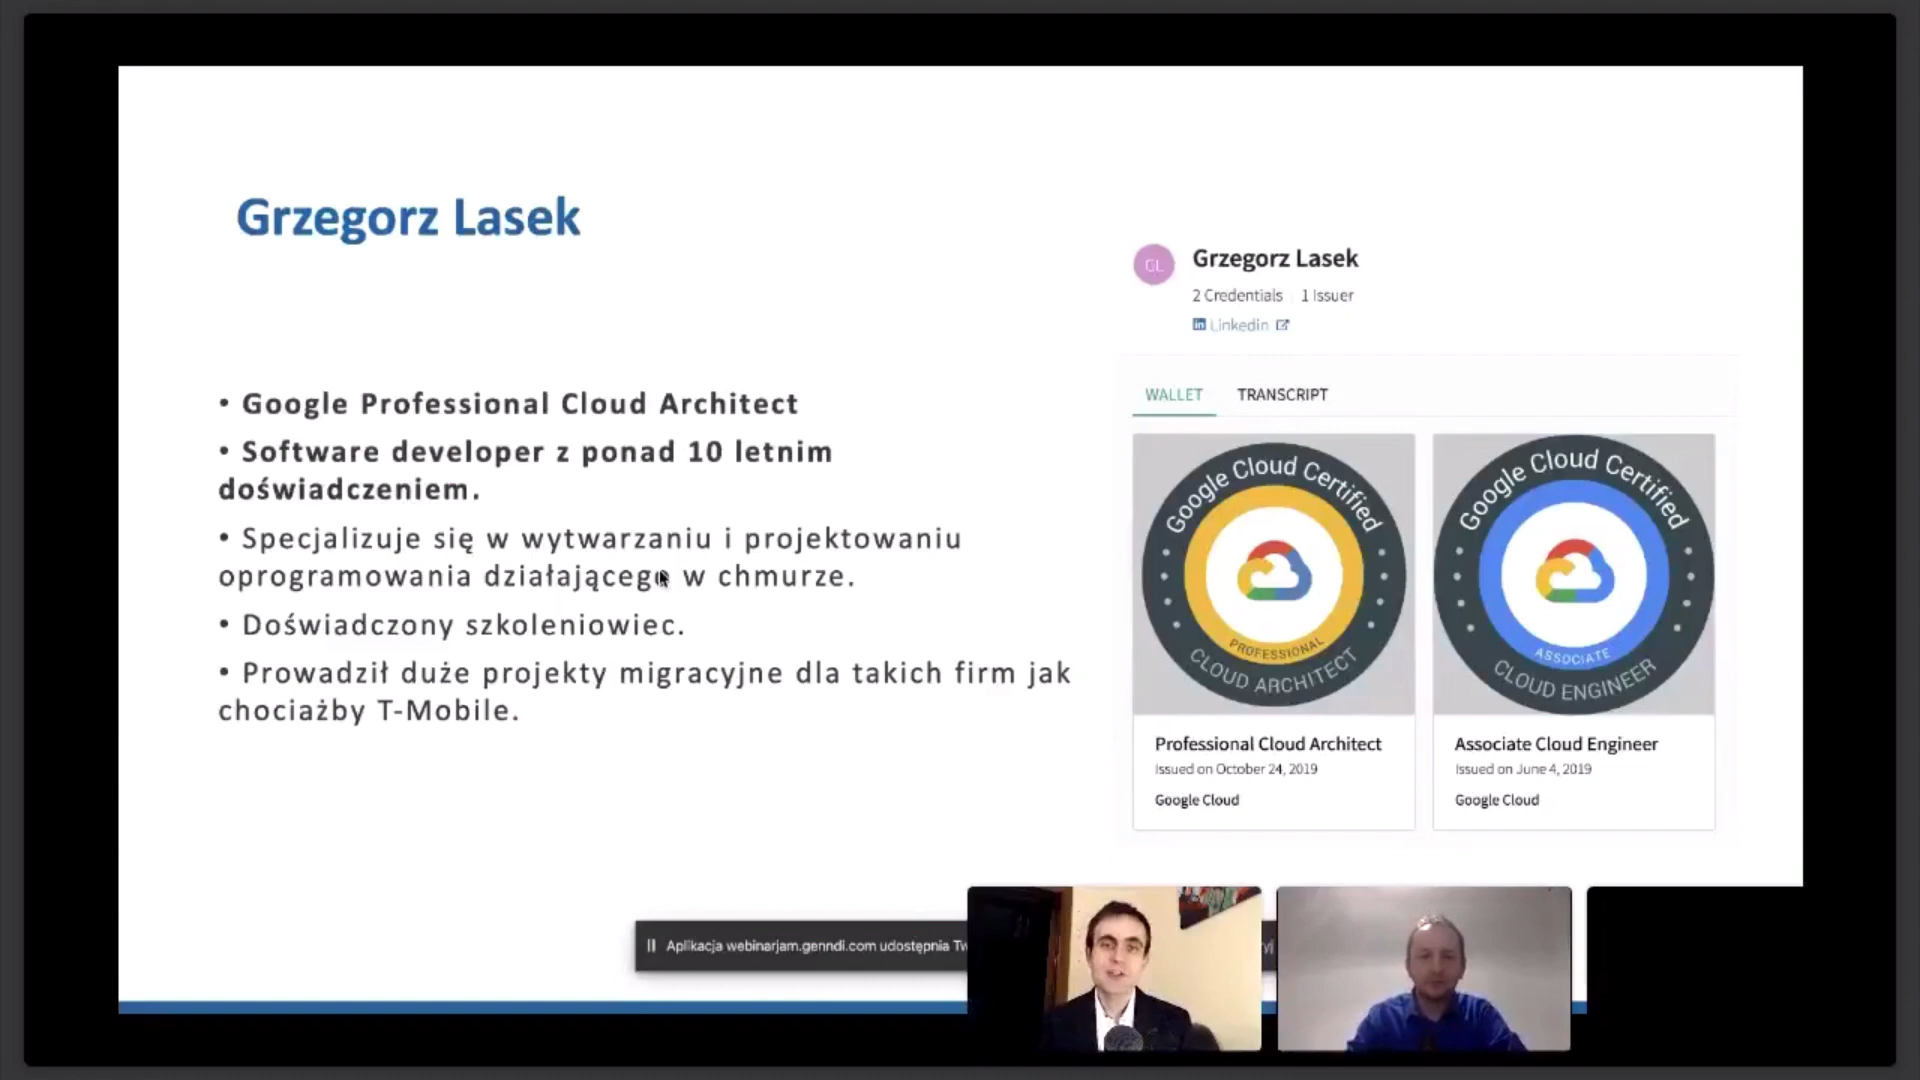 Grzegorz Lasek
• Google Professional Cloud Architect
• Software developer z ponad 10 letnim
doświadczeniem.
• Specjalizuje się w wytwarzaniu i projektowaniu
oprogramowania działającego w chmurze.
• Doświadczony szkoleniowiec.
• Prowadził duże projekty migracyjne dla takich firm jak
chociażby T-Mobile.
GL
Grzegorz Lasek
2 Credentials 1 Issuer
in Linkedin
WALLET TRANSCRIPT
Google Cloud Certified
PROFESSIONAL
CLOUD ARCHITECT
Professional Cloud Architect
Issued on October 24, 2019
Google Cloud
Google Cloud Certified
ASSOCIATE
CLOUD ENGINEER
Associate Cloud Engineer
Issued on June 4, 2019
Google Cloud
Aplikacja webinarjam.genndi.com udostępnia